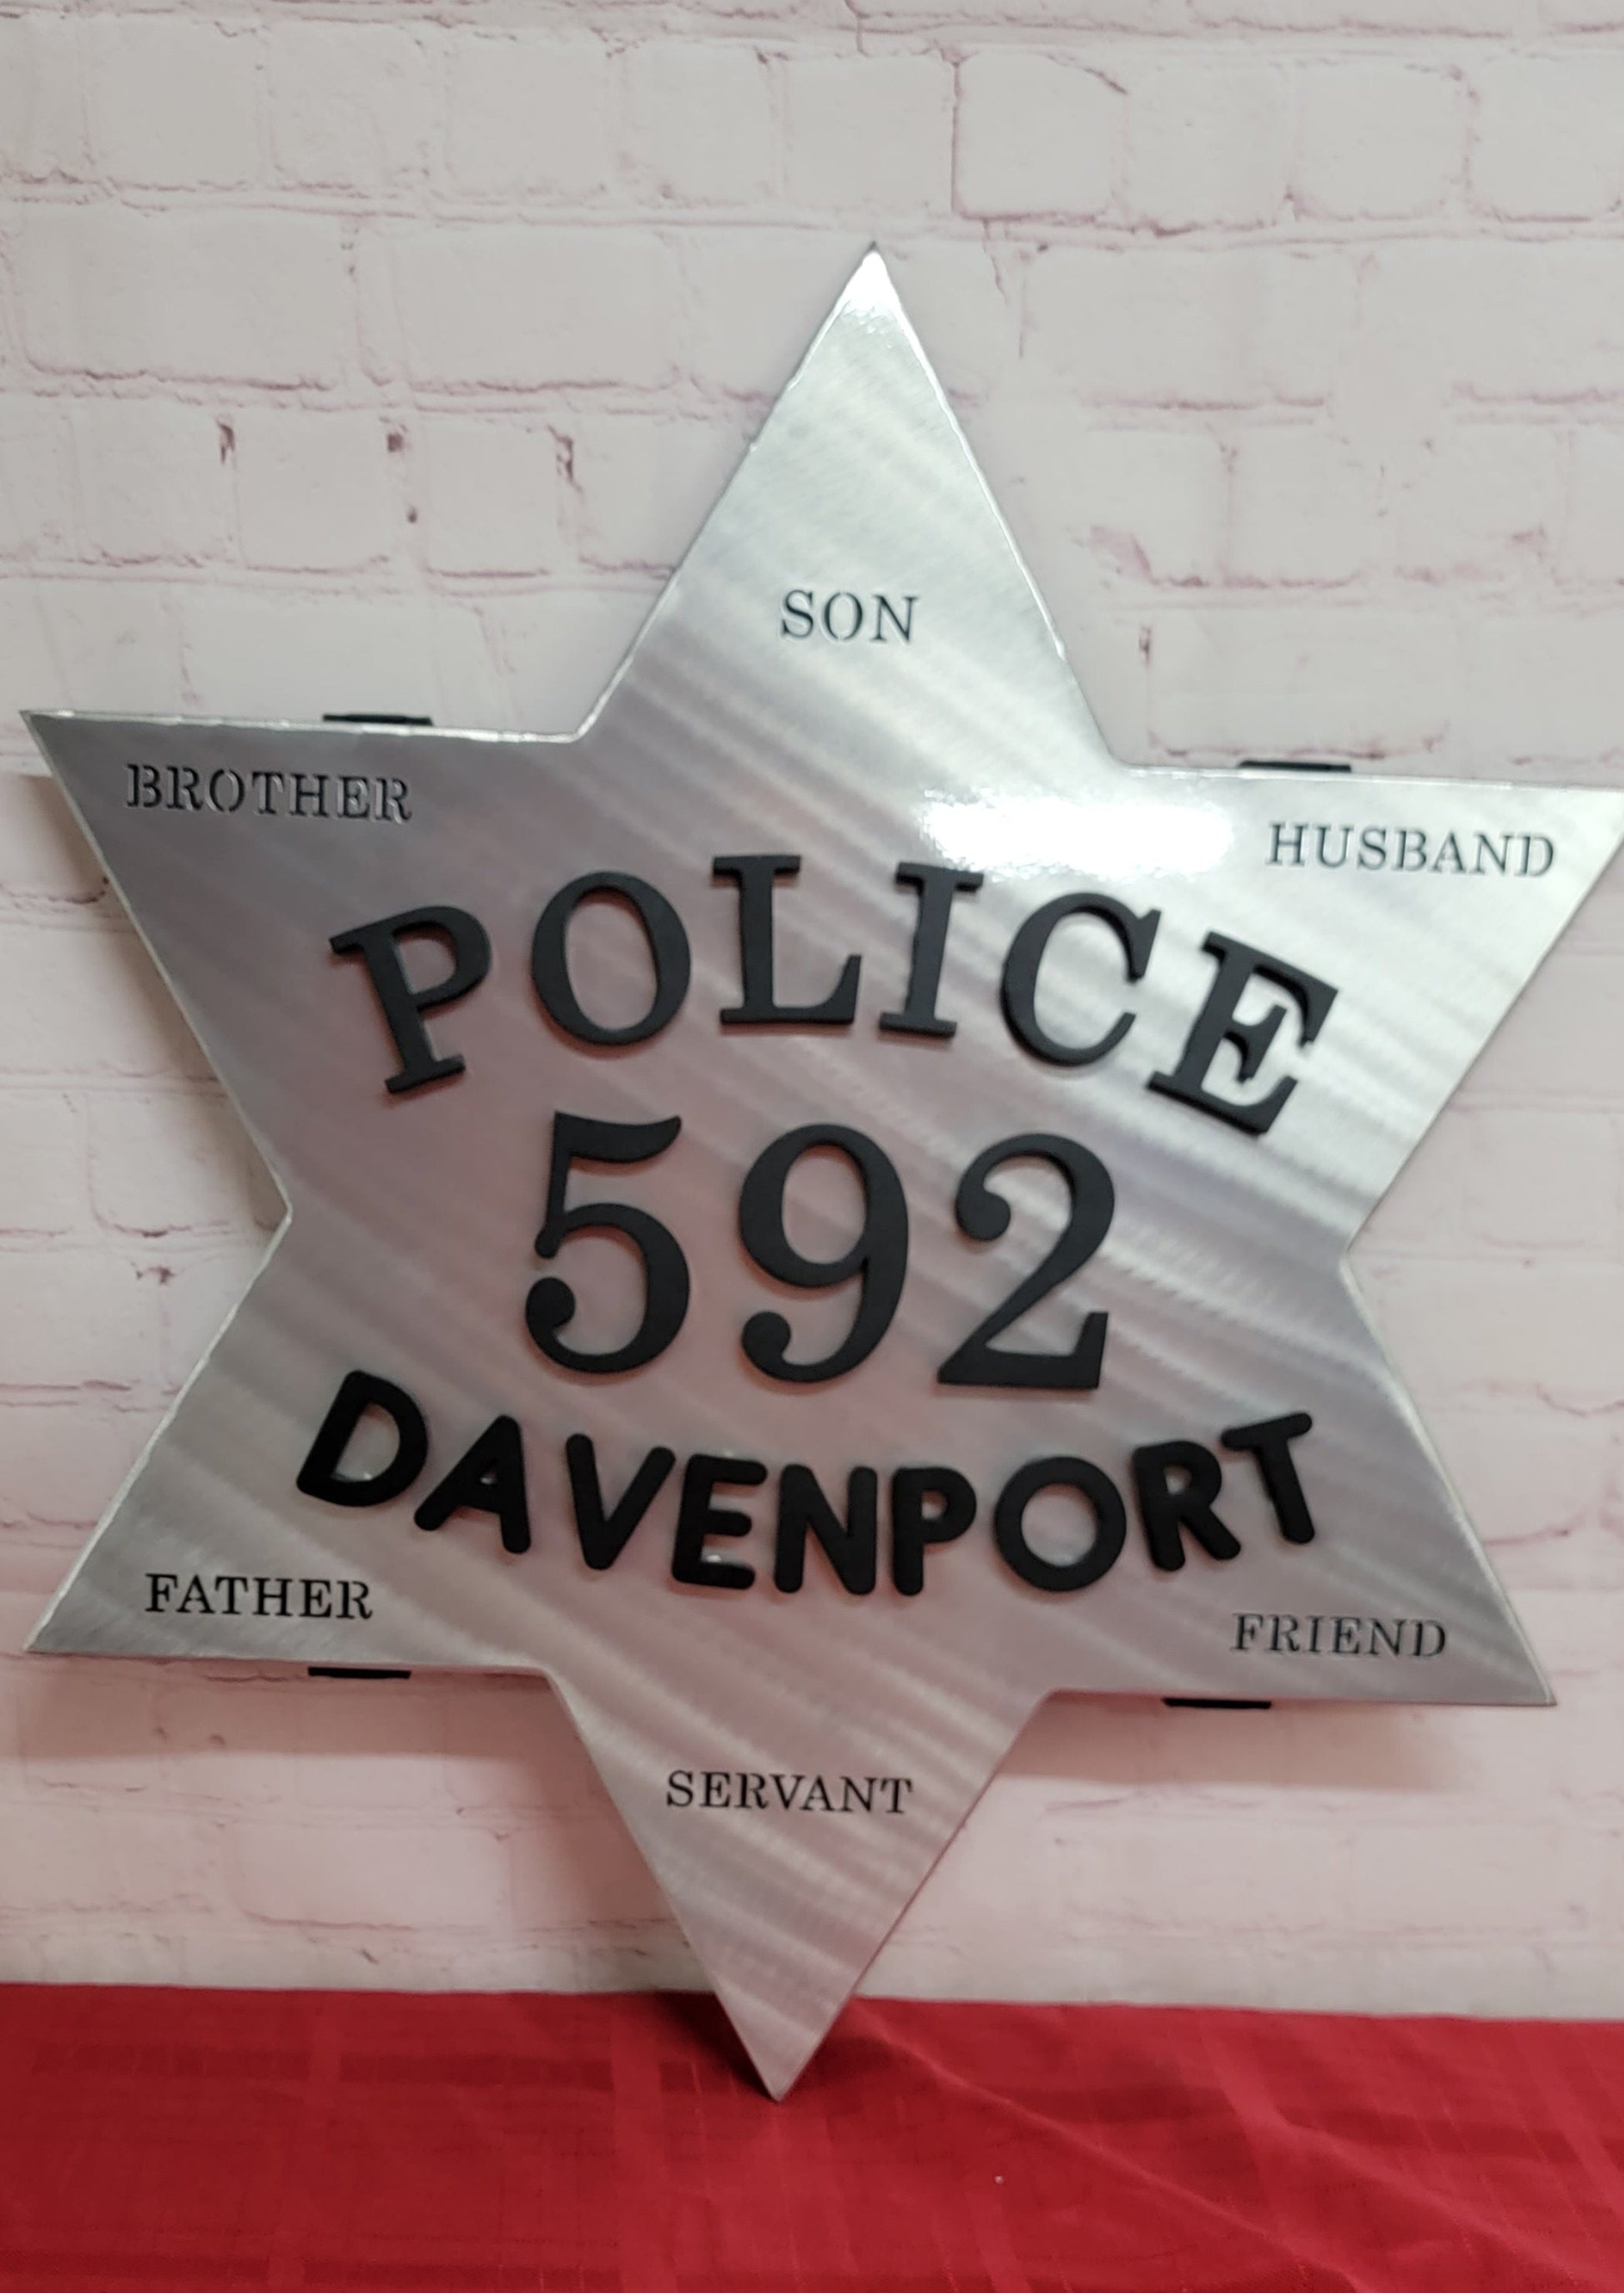 SON
BROTHER
HUSBAND
POLICE
592
DAVENPORT
FATHER
FRIEND
SERVANT